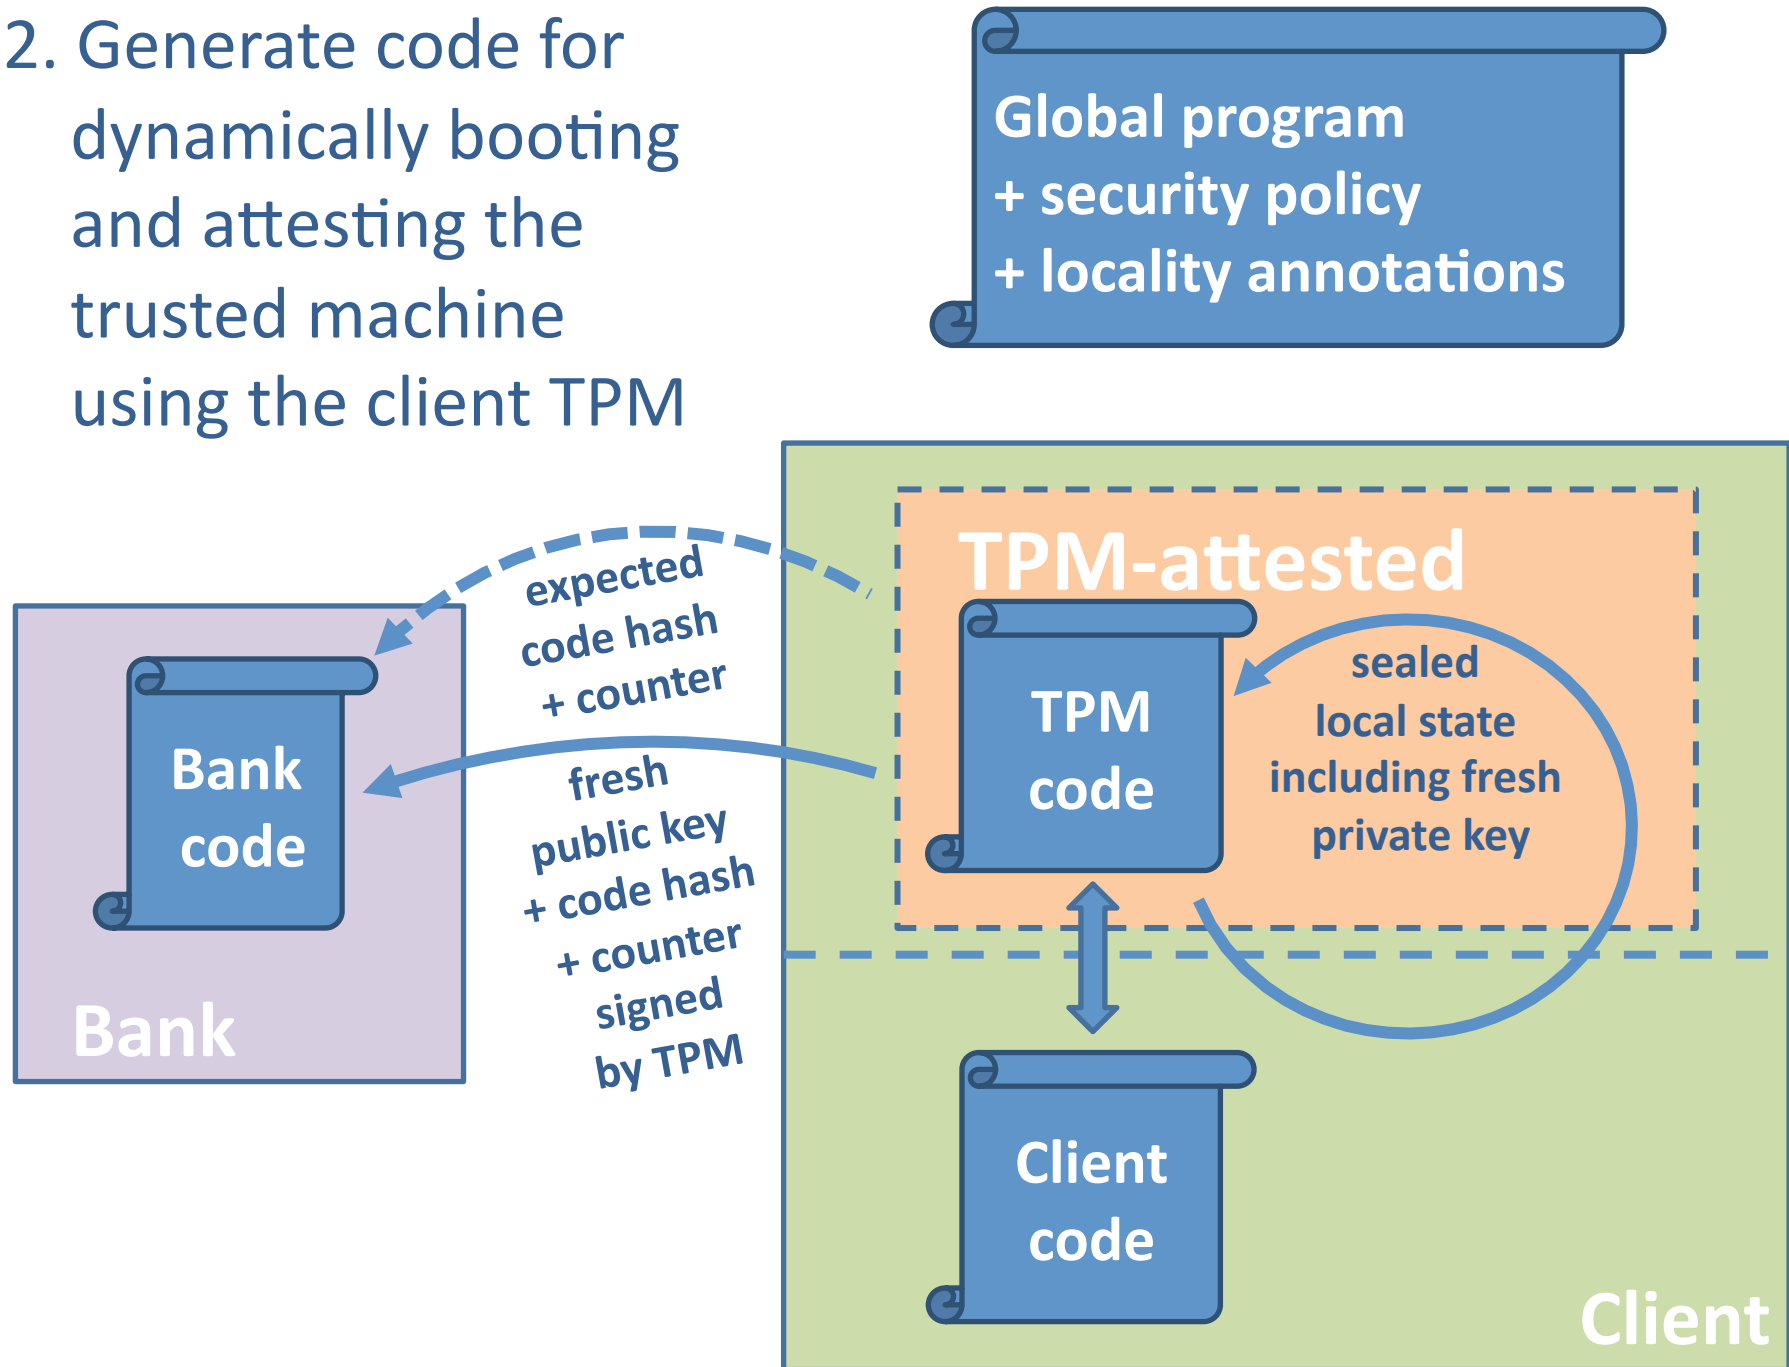 2. Generate code for
dynamically booting
and attesting the
trusted machine
using the client TPM
Global program
+ security policy
+ locality annotations
expected
code hash
+ counter
fresh
public key
+ code hash
+ counter
signed
by TPM
Bank
code
Bank
TPM-attested
TPM
code
sealed
local state
including fresh
private key
Client
code
Client